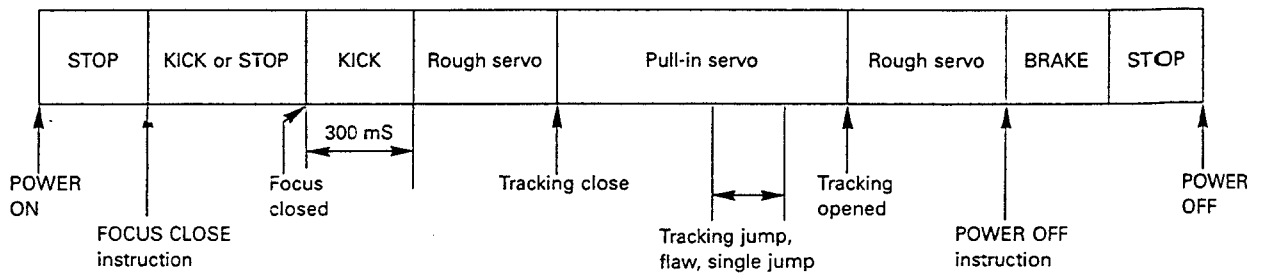 STOP
KICK or STOP
KICK
Rough servo
Pull-in servo
Rough servo
BRAKE
STOP
300 mS
POWER
ON
FOCUS CLOSE
instruction
Focus
closed
Tracking close
Tracking jump,
flaw, single jump
Tracking
opened
POWER OFF
instruction
POWER
OFF